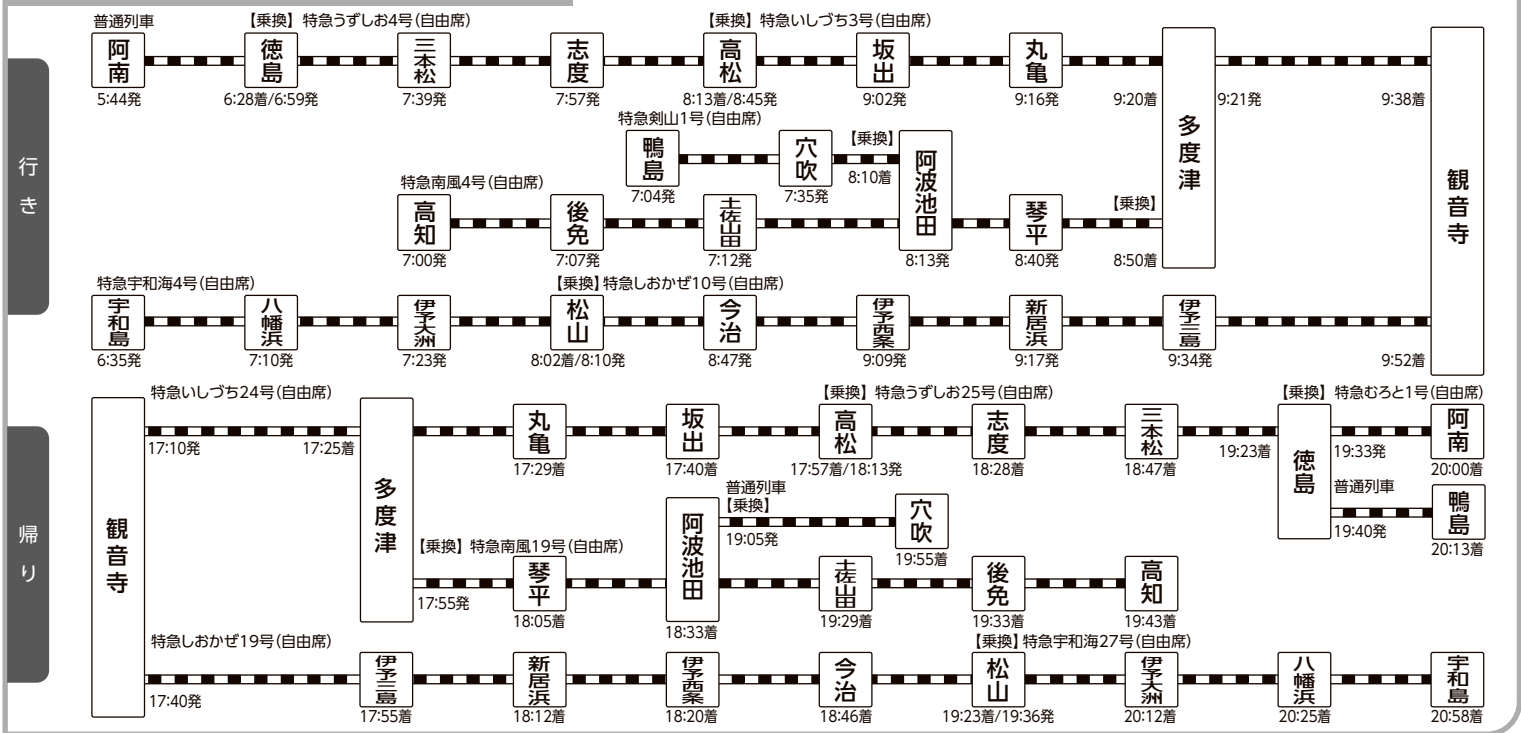 普通列車 【乗換】特急うずしお4号(自由席) 【乗換】特急いしづち3号(自由席)
阿南 徳島 三本松 志度 高松 坂出 丸亀
5:44発 6:28着/6:59発 7:39発 7:57発 8:13着/8:45発 9:02発 9:16発 9:20着 多度津 9:21発 9:38着 観音寺
行き
特急剣山1号(自由席)
鴨島 穴吹 【乗換】 阿波池田
7:04発 7:35発 8:10着
特急南風4号(自由席)
高知 後免 土佐山田 琴平 【乗換】
7:00発 7:07発 7:12発 8:13発 8:40発 8:50着
特急宇和海4号(自由席) 【乗換】特急しおかぜ10号(自由席)
宇和島 八幡浜 伊予大洲 松山 今治 伊予西条 新居浜 伊予三島
6:35発 7:10発 7:23発 8:02着/8:10発 8:47発 9:09発 9:17発 9:34発 9:52着
帰り
特急いしづち24号(自由席) 【乗換】特急うずしお25号(自由席) 【乗換】特急むろと1号(自由席)
観音寺 多度津 丸亀 坂出 高松 志度 三本松 徳島 阿南
17:10発 17:25着 17:29着 17:40着 17:57着/18:13発 18:28着 18:47着 19:23着 19:33発 20:00着
普通列車
鴨島
19:40発 20:13着
普通列車
【乗換】
阿波池田 穴吹
19:05発 19:55着
【乗換】特急南風19号(自由席)
琴平 土佐山田 後免 高知
17:55発 18:05着 18:33着 19:29着 19:33着 19:43着
特急しおかぜ19号(自由席) 【乗換】特急宇和海27号(自由席)
伊予三島 新居浜 伊予西条 今治 松山 伊予大洲 八幡浜 宇和島
17:40発 17:55着 18:12着 18:20着 18:46着 19:23着/19:36発 20:12着 20:25着 20:58着